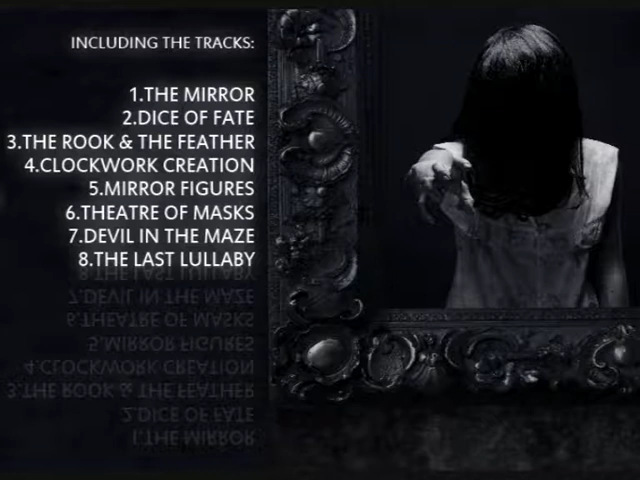 INCLUDING THE TRACKS:
1.THE MIRROR
2.DICE OF FATE
3.THE ROOK & THE FEATHER
4.CLOCKWORK CREATION
5.MIRROR FIGURES
6.THEATRE OF MASKS
7.DEVIL IN THE MAZE
8.THE LAST LULLABY